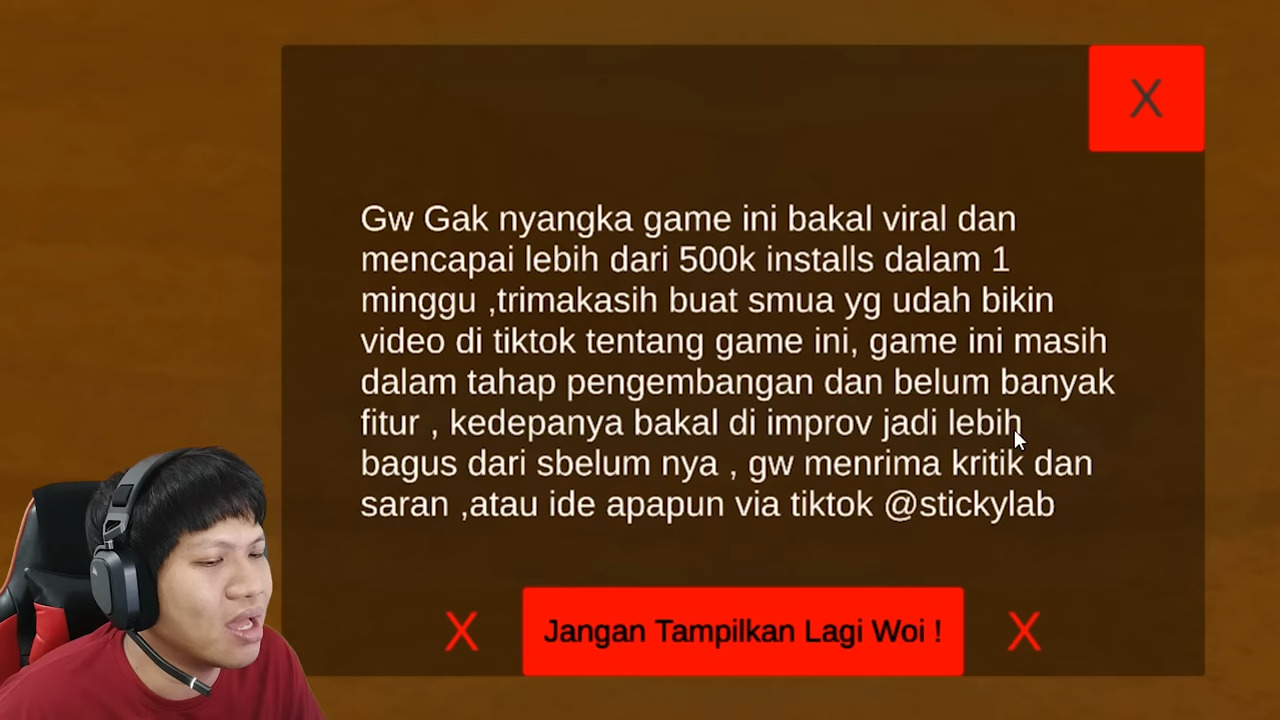 X
Gw Gak nyangka game ini bakal viral dan
mencapai lebih dari 500k installs dalam 1
minggu ,trimakasih buat smua yg udah bikin
video di tiktok tentang game ini, game ini masih
dalam tahap pengembangan dan belum banyak
fitur , kedepanya bakal di improv jadi lebih
bagus dari sbelum nya , gw menrima kritik dan
saran ,atau ide apapun via tiktok @stickylab
X Jangan Tampilkan Lagi Woi ! X